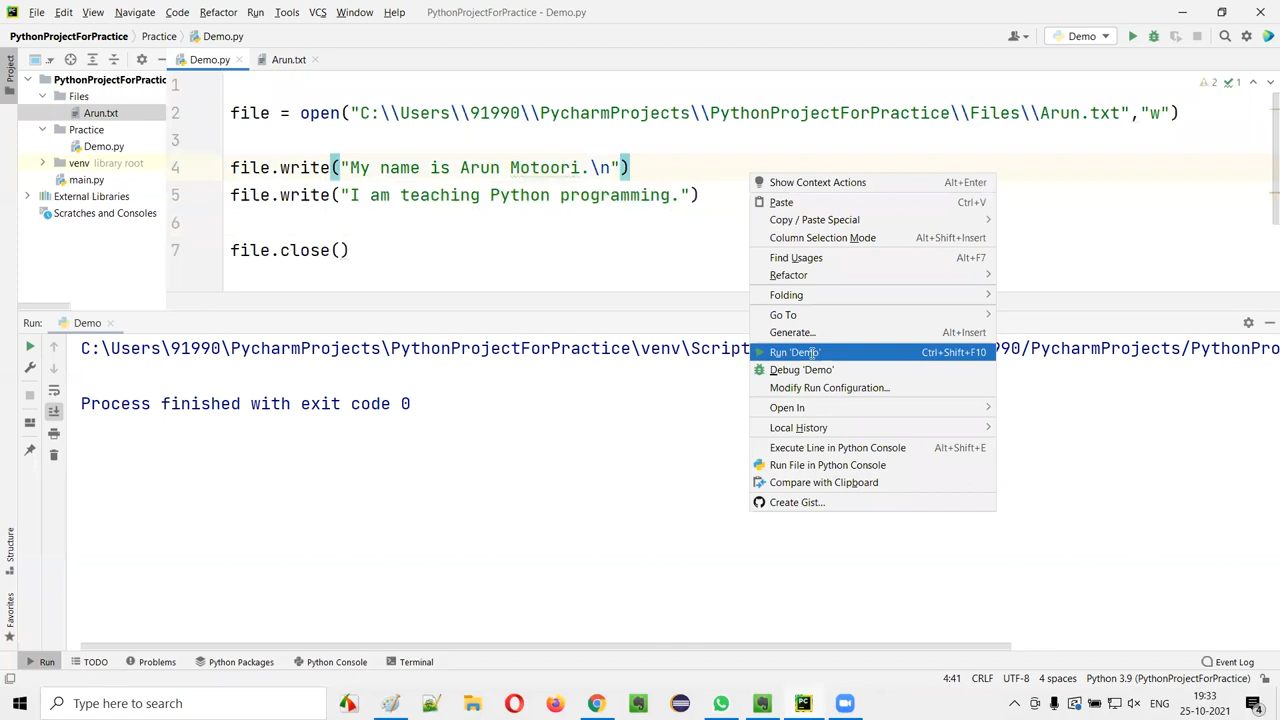 File Edit View Navigate Code Refactor Run Tools VCS Window Help PythonProjectForPractice - Demo.py
PythonProjectForPractice Practice Demo.py Demo
Project
Demo.py Arun.txt
PythonProjectForPractic
Files
Arun.txt
Practice
Demo.py
venv library root
main.py
External Libraries
Scratches and Consoles
2 1
1
2 file = open("C:\\Users\\91990\\PycharmProjects\\PythonProjectForPractice\\Files\\Arun.txt","w")
3
4 file.write("My name is Arun Motoori.\n")
5 file.write("I am teaching Python programming.")
6
7 file.close()
Show Context Actions Alt+Enter
Paste Ctrl+V
Copy / Paste Special
Column Selection Mode Alt+Shift+Insert
Find Usages Alt+F7
Refactor
Folding
Go To
Generate... Alt+Insert
Run 'Demo' Ctrl+Shift+F10
Debug 'Demo'
Modify Run Configuration...
Open In
Local History
Execute Line in Python Console Alt+Shift+E
Run File in Python Console
Compare with Clipboard
Create Gist...
Run: Demo
C:\Users\91990\PycharmProjects\PythonProjectForPractice\venv\Script 90/PycharmProjects/PythonPro
Process finished with exit code 0
Structure
Favorites
Run TODO Problems Python Packages Python Console Terminal Event Log
4:41 CRLF UTF-8 4 spaces Python 3.9 (PythonProjectForPractice)
Type here to search
ENG
19:33
25-10-2021
4